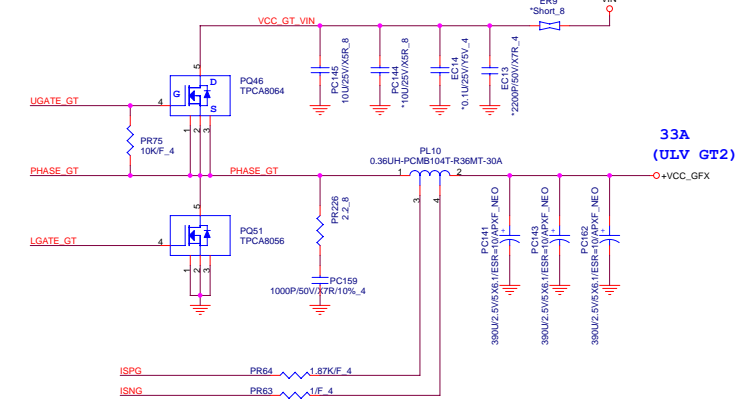 ER9
*Short_8
VIN
VCC_GT_VIN
5
D
G
S
PQ46
TPCA8064
PC145
10U/25V/X5R_8
PC144
*10U/25V/X5R_8
EC14
*0.1U/25V/Y5V_4
EC13
*2200P/50V/X7R_4
UGATE_GT
4
1
2
3
PR75
10K/F_4
33A
(ULV GT2)
PL10
0.36UH-PCMB104T-R36MT-30A
PHASE_GT
PHASE_GT
1
2
+VCC_GFX
3
4
5
PR226
2.2_8
PQ51
TPCA8056
LGATE_GT
4
1
2
3
PC141
390U/2.5V/5X6.1/ESR=10/APXF_NEO
PC143
390U/2.5V/5X6.1/ESR=10/APXF_NEO
PC162
390U/2.5V/5X6.1/ESR=10/APXF_NEO
+
+
+
PC159
1000P/50V/X7R/10%_4
ISPG
PR64
1.87K/F_4
ISNG
PR63
1/F_4